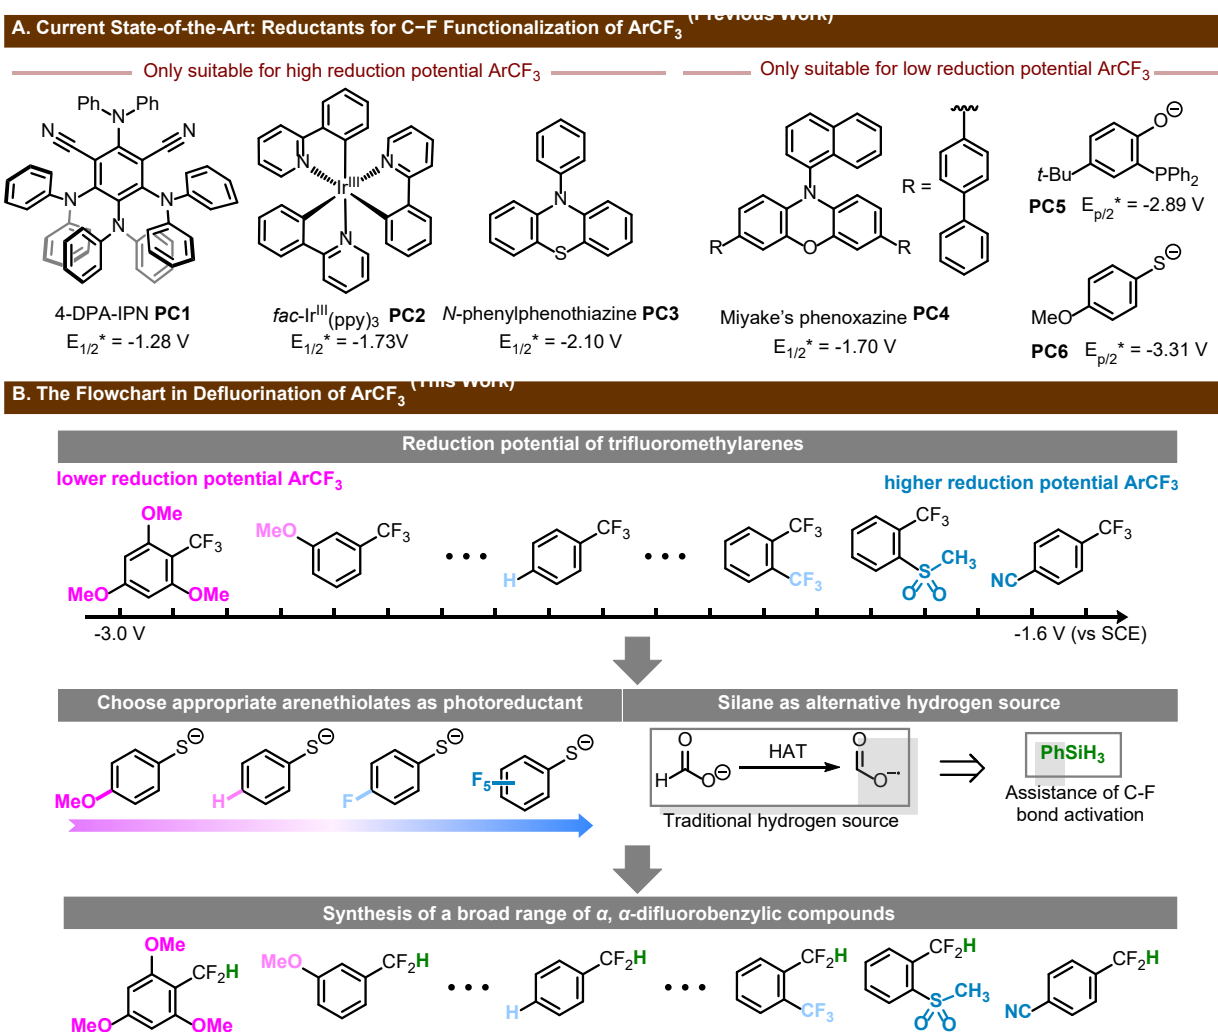 A. Current State-of-the-Art: Reductants for C−F Functionalization of ArCF3 (Previous Work)
Only suitable for high reduction potential ArCF3
Only suitable for low reduction potential ArCF3
Ph N Ph
N N
N N
N
4-DPA-IPN PC1
E1/2* = -1.28 V
N N
IrIII
N
fac-IrIII(ppy)3 PC2
E1/2* = -1.73V
N
S
N-phenylphenothiazine PC3
E1/2* = -2.10 V
N
R O R
R =
Miyake's phenoxazine PC4
E1/2* = -1.70 V
O⊖
t-Bu PPh2
PC5 Ep/2* = -2.89 V
S⊖
MeO
PC6 Ep/2* = -3.31 V
B. The Flowchart in Defluorination of ArCF3 (This Work)
Reduction potential of trifluoromethylarenes
lower reduction potential ArCF3
higher reduction potential ArCF3
OMe CF3 MeO OMe
MeO CF3
• • •
CF3 H
• • •
CF3 CF3
CF3 S CH3 O O
CF3 NC
-3.0 V
-1.6 V (vs SCE)
Choose appropriate arenethiolates as photoreductant
Silane as alternative hydrogen source
S⊖ MeO
S⊖ H
S⊖ F
S⊖ F5
O H O⊖
HAT
O O−·
Traditional hydrogen source
PhSiH3
Assistance of C-F
bond activation
Synthesis of a broad range of α, α-difluorobenzylic compounds
OMe CF2H MeO OMe
MeO CF2H
• • •
CF2H H
• • •
CF2H CF3
CF2H S CH3 O O
CF2H NC